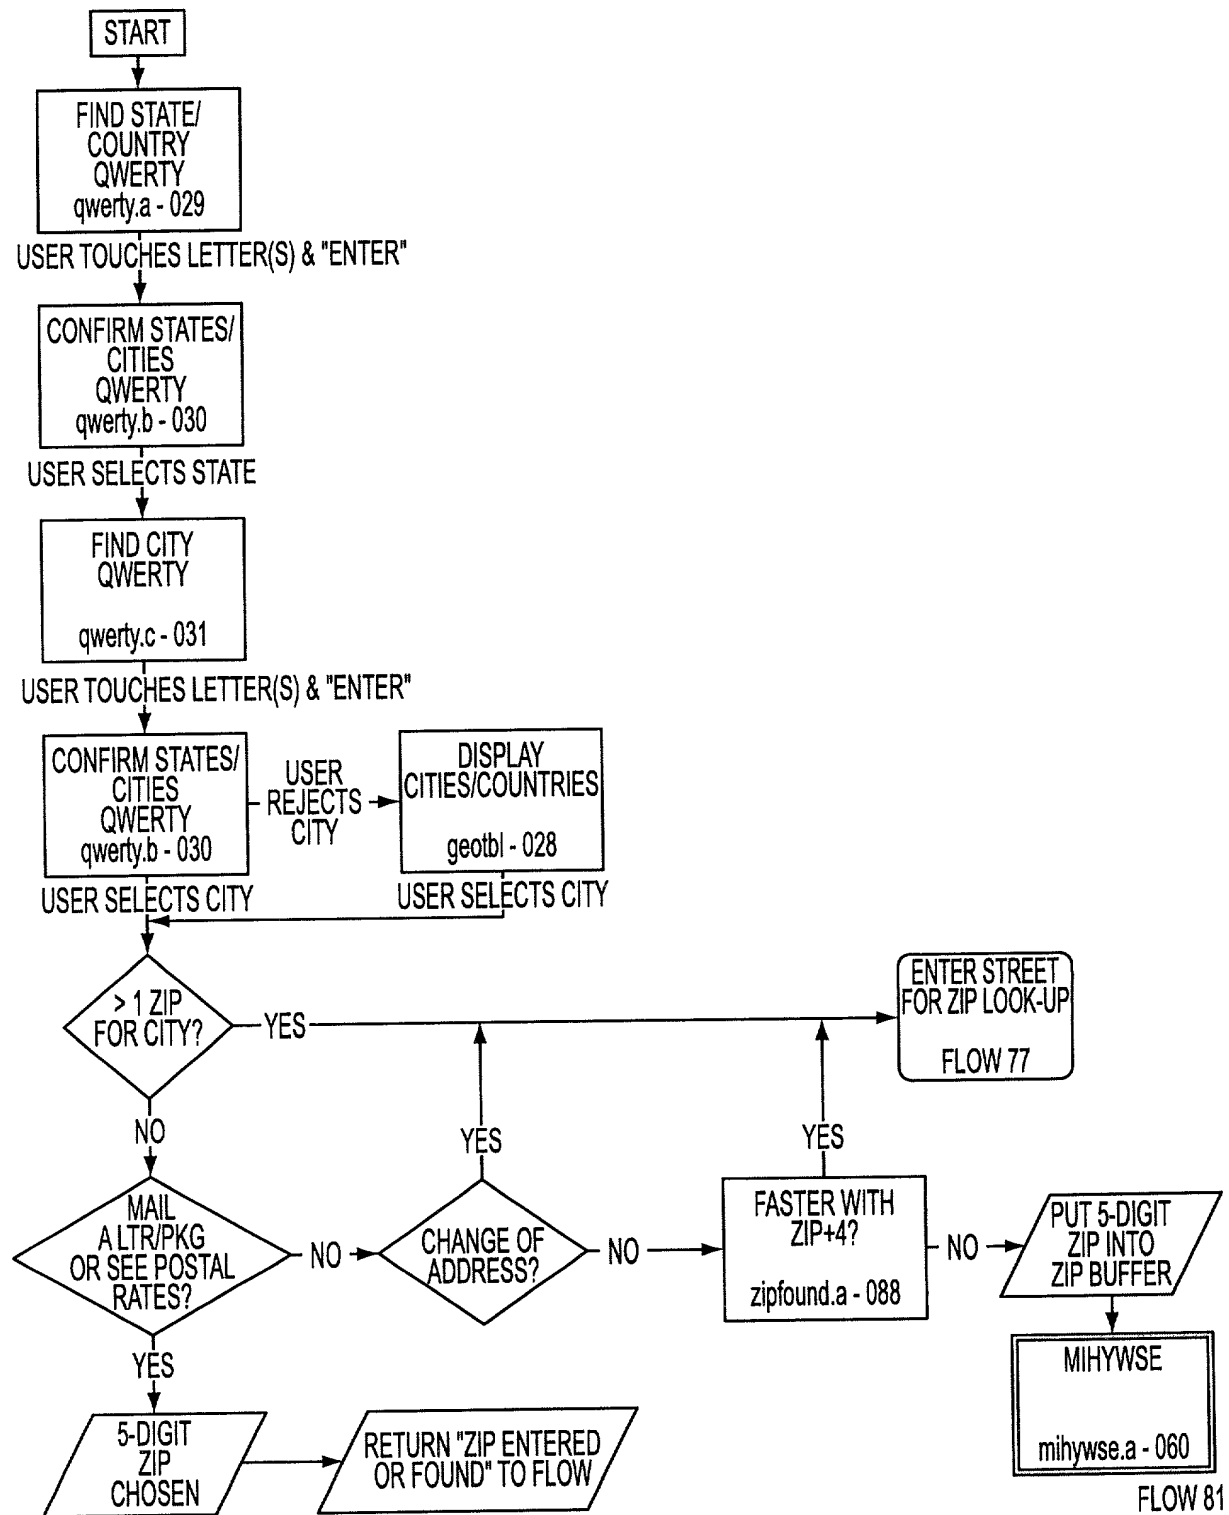 START
FIND STATE/
COUNTRY
QWERTY
qwerty.a - 029
USER TOUCHES LETTER(S) & "ENTER"
CONFIRM STATES/
CITIES
QWERTY
qwerty.b - 030
USER SELECTS STATE
FIND CITY
QWERTY
qwerty.c - 031
USER TOUCHES LETTER(S) & "ENTER"
CONFIRM STATES/
CITIES
QWERTY
qwerty.b - 030
USER
REJECTS
CITY
DISPLAY
CITIES/COUNTRIES
geotbl - 028
USER SELECTS CITY
USER SELECTS CITY
> 1 ZIP
FOR CITY?
YES
ENTER STREET
FOR ZIP LOOK-UP
FLOW 77
NO
YES
YES
MAIL
A LTR/PKG
OR SEE POSTAL
RATES?
NO
CHANGE OF
ADDRESS?
NO
FASTER WITH
ZIP+4?
zipfound.a - 088
NO
PUT 5-DIGIT
ZIP INTO
ZIP BUFFER
MIHYWSE
mihywse.a - 060
YES
5-DIGIT
ZIP
CHOSEN
RETURN "ZIP ENTERED
OR FOUND" TO FLOW
FLOW 81